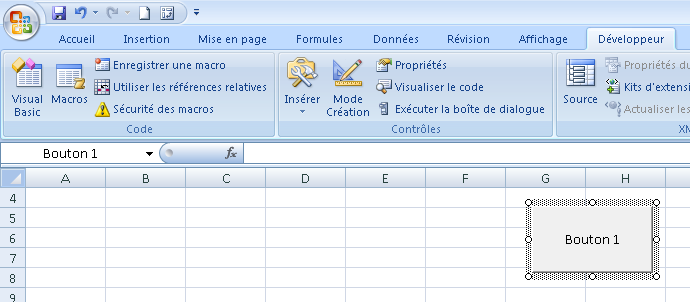 Accueil Insertion Mise en page Formules Données Révision Affichage Développeur
Visual Basic
Macros
Enregistrer une macro
Utiliser les références relatives
Sécurité des macros
Code
Insérer
Mode Création
Propriétés
Visualiser le code
Exécuter la boîte de dialogue
Contrôles
Source
Propriétés du
Kits d'extens
Actualiser les
XM
Bouton 1 fx
A B C D E F G H
4
5
6
7
8
9
Bouton 1